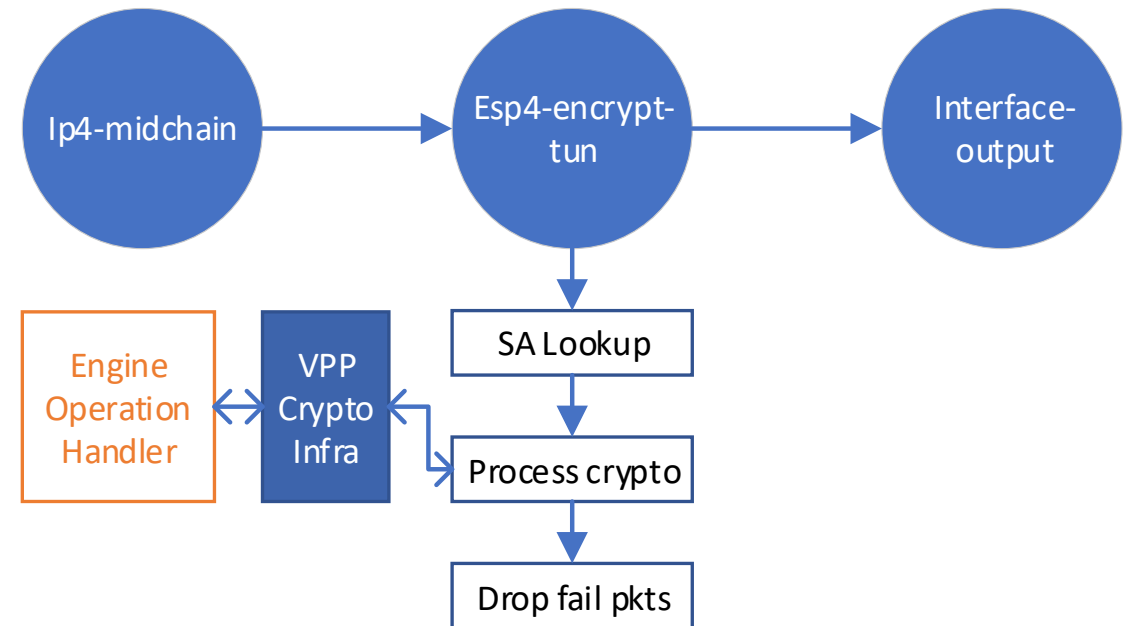 Ip4-midchain
Esp4-encrypt-
tun
Interface-
output
SA Lookup
Engine
Operation
Handler
VPP
Crypto
Infra
Process crypto
Drop fail pkts